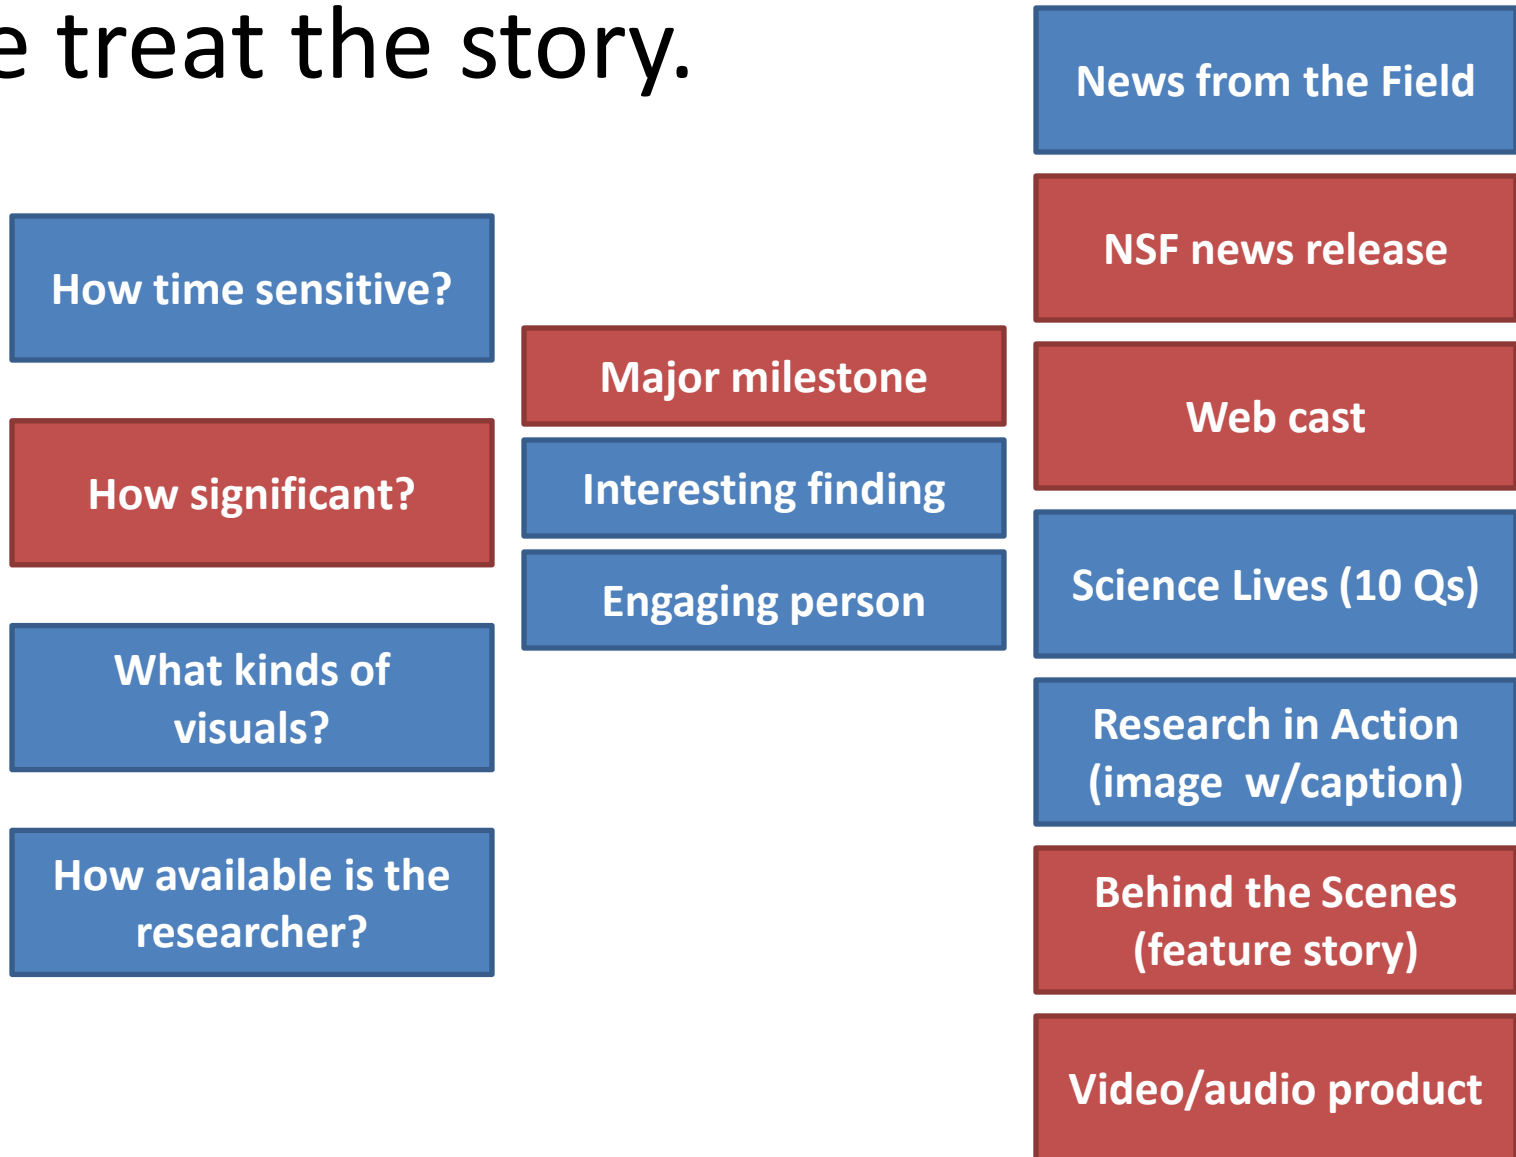 e treat the story.
How time sensitive?
How significant?
What kinds of
visuals?
How available is the
researcher?
Major milestone
Interesting finding
Engaging person
News from the Field
NSF news release
Web cast
Science Lives (10 Qs)
Research in Action
(image w/caption)
Behind the Scenes
(feature story)
Video/audio product